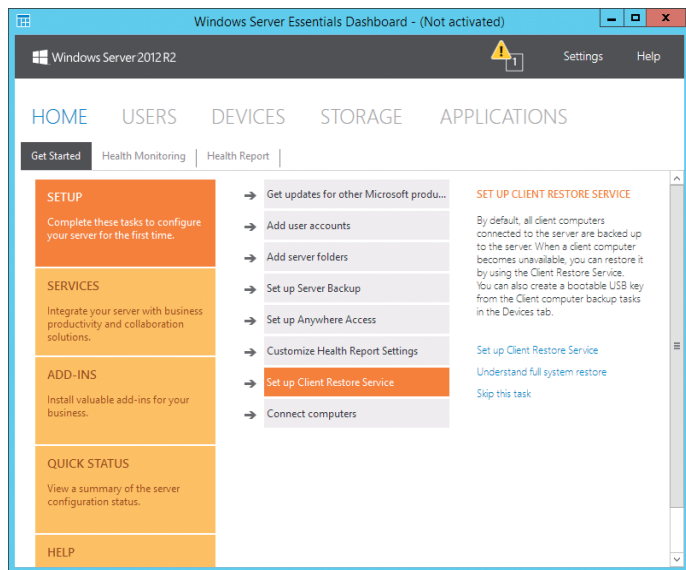 Windows Server Essentials Dashboard - (Not activated)
Windows Server 2012 R2
1
Settings
Help
HOME
USERS
DEVICES
STORAGE
APPLICATIONS
Get Started
Health Monitoring
Health Report
SETUP
Complete these tasks to configure
your server for the first time.
SERVICES
Integrate your server with business
productivity and collaboration
solutions.
ADD-INS
Install valuable add-ins for your
business.
QUICK STATUS
View a summary of the server
configuration status.
HELP
Get updates for other Microsoft produ...
Add user accounts
Add server folders
Set up Server Backup
Set up Anywhere Access
Customize Health Report Settings
Set up Client Restore Service
Connect computers
SET UP CLIENT RESTORE SERVICE
By default, all client computers
connected to the server are backed up
to the server. When a client computer
becomes unavailable, you can restore it
by using the Client Restore Service.
You can also create a bootable USB key
from the Client computer backup tasks
in the Devices tab.
Set up Client Restore Service
Understand full system restore
Skip this task